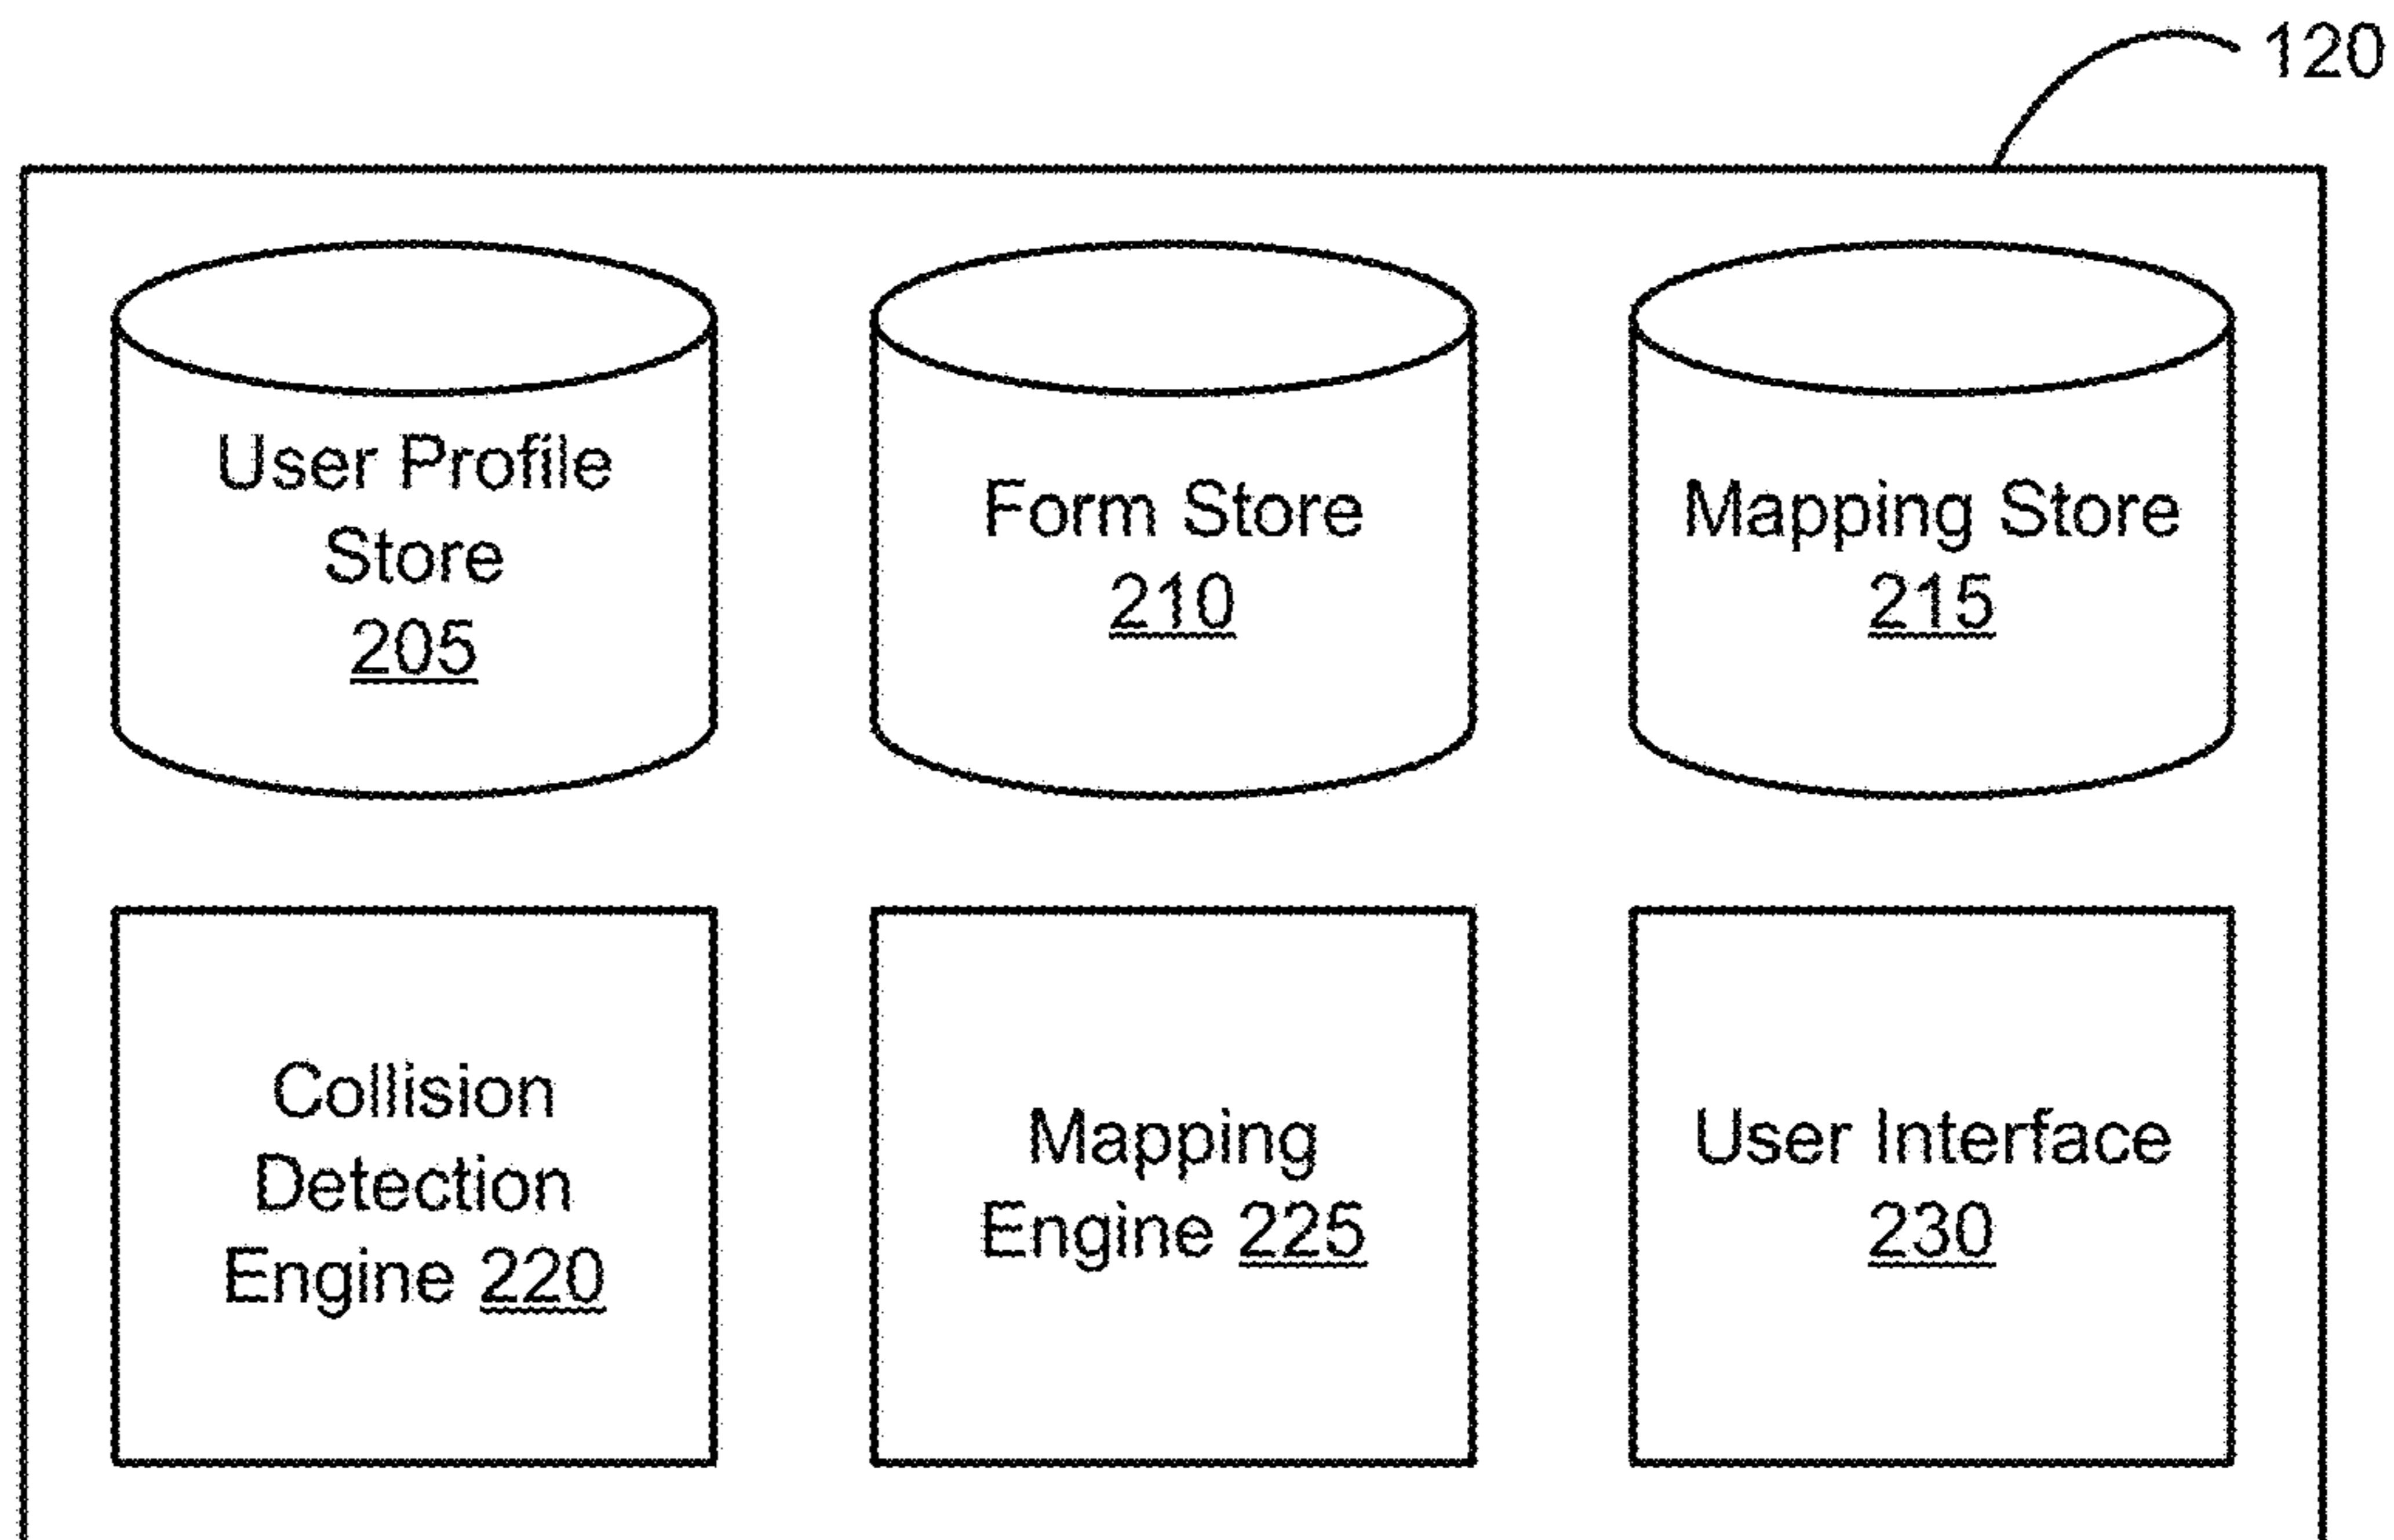 120
User Profile
Store
205
Form Store
210
Mapping Store
215
Collision
Detection
Engine 220
Mapping
Engine 225
User Interface
230